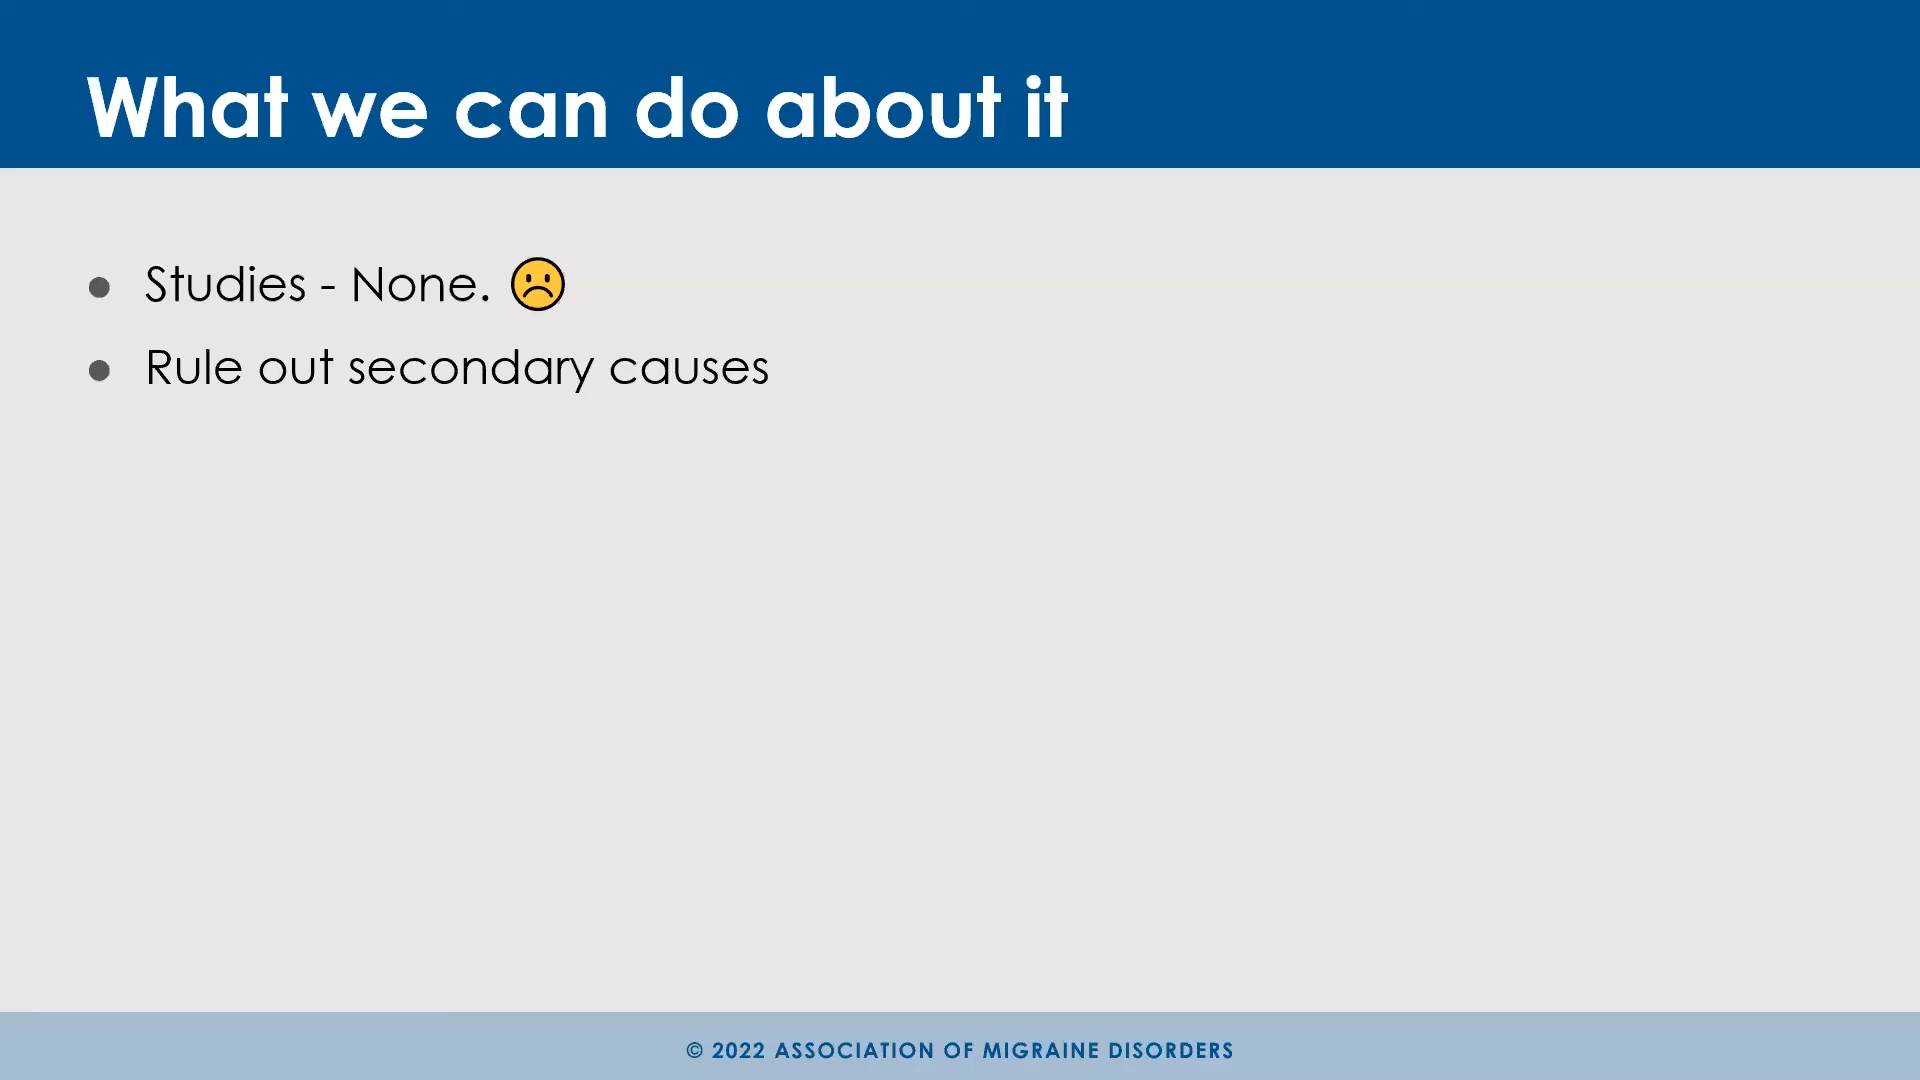 What we can do about it
Studies - None. ☹
Rule out secondary causes
© 2022 ASSOCIATION OF MIGRAINE DISORDERS